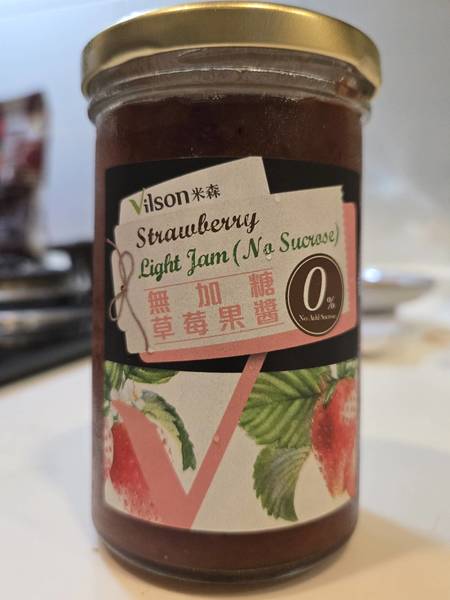 Vilson米森
Strawberry
Light Jam (No Sucrose)
無加糖
草莓果醬
0%
No Add Sucrose